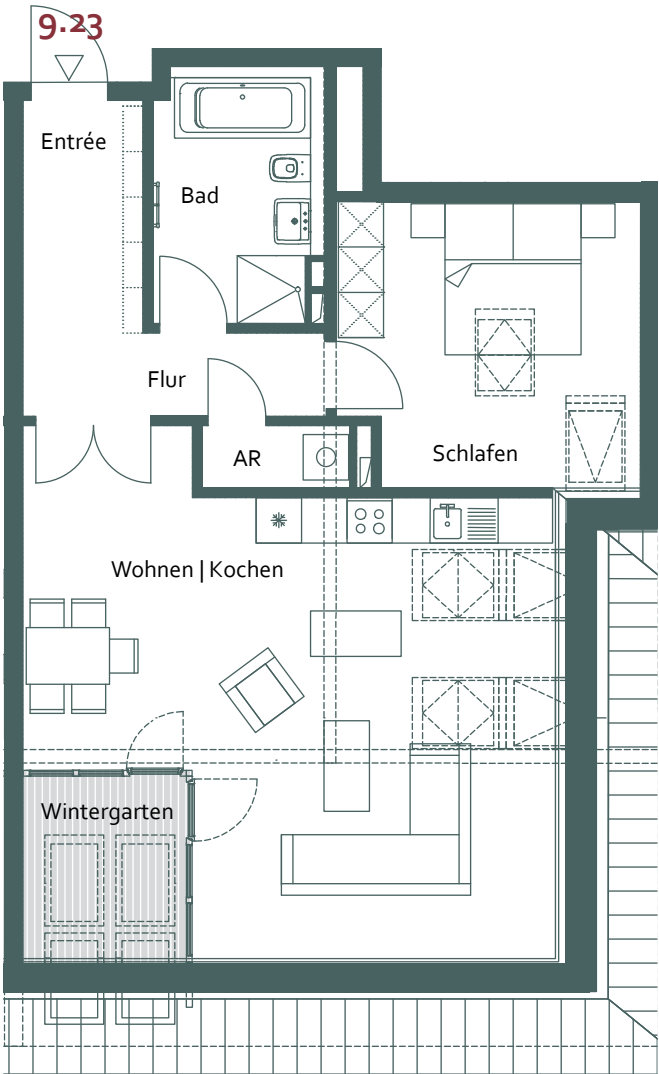 9.23
Entrée
Bad
Flur
AR
Schlafen
Wohnen | Kochen
Wintergarten